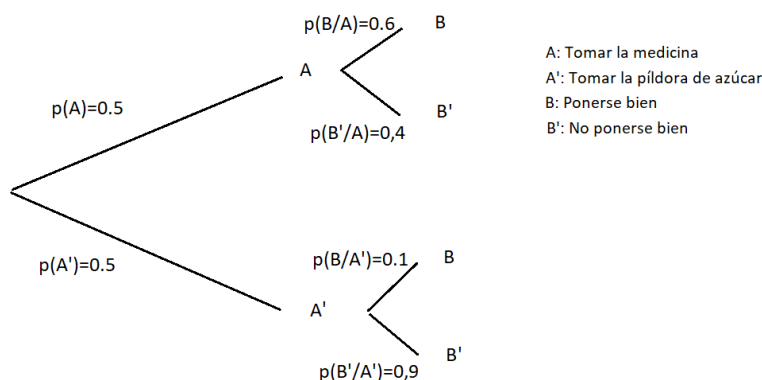 p(B/A)=0.6
B
A
p(A)=0.5
B'
p(B'/A)=0,4
A: Tomar la medicina
A': Tomar la píldora de azúcar
B: Ponerse bien
B': No ponerse bien
p(A')=0.5
p(B/A')=0.1
B
A'
B'
p(B'/A')=0,9